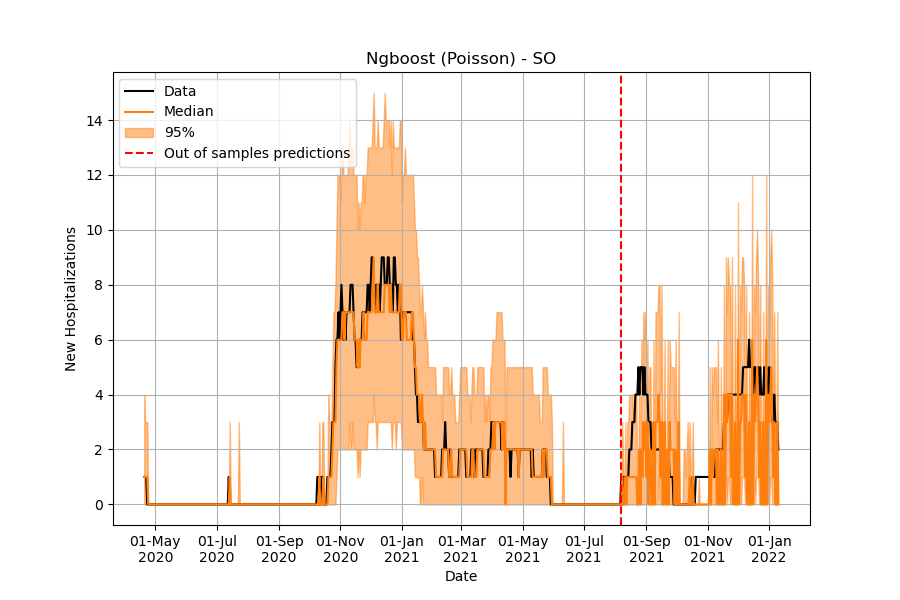 Ngboost (Poisson) - SO
Data
Median
95%
Out of samples predictions
New Hospitalizations
14
12
10
8
6
4
2
0
01-May 01-Jul 01-Sep 01-Nov 01-Jan 01-Mar 01-May 01-Jul 01-Sep 01-Nov 01-Jan
2020 2020 2020 2020 2021 2021 2021 2021 2021 2021 2022
Date